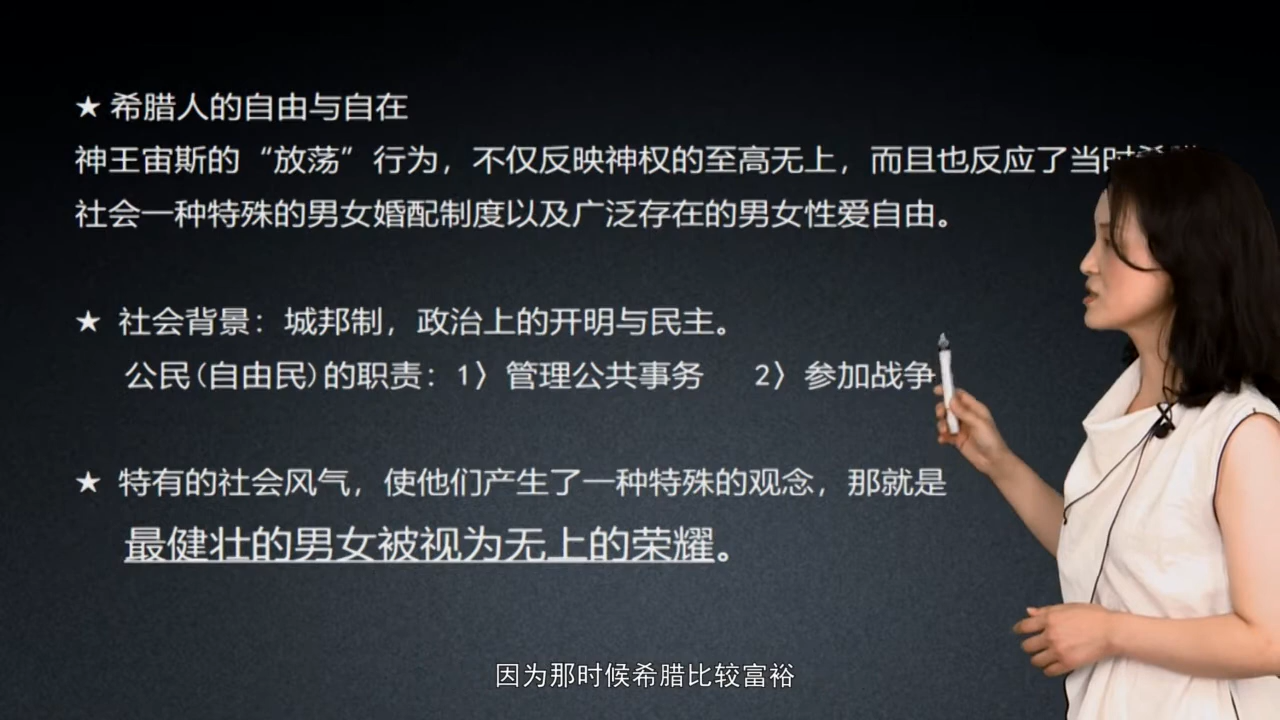 ★ 希腊人的自由与自在
神王宙斯的“放荡”行为，不仅反映神权的至高无上，而且也反应了当时
社会一种特殊的男女婚配制度以及广泛存在的男女性爱自由。
★ 社会背景：城邦制，政治上的开明与民主。
公民(自由民)的职责：1）管理公共事务 2）参加战争
★ 特有的社会风气，使他们产生了一种特殊的观念，那就是
最健壮的男女被视为无上的荣耀。
因为那时候希腊比较富裕